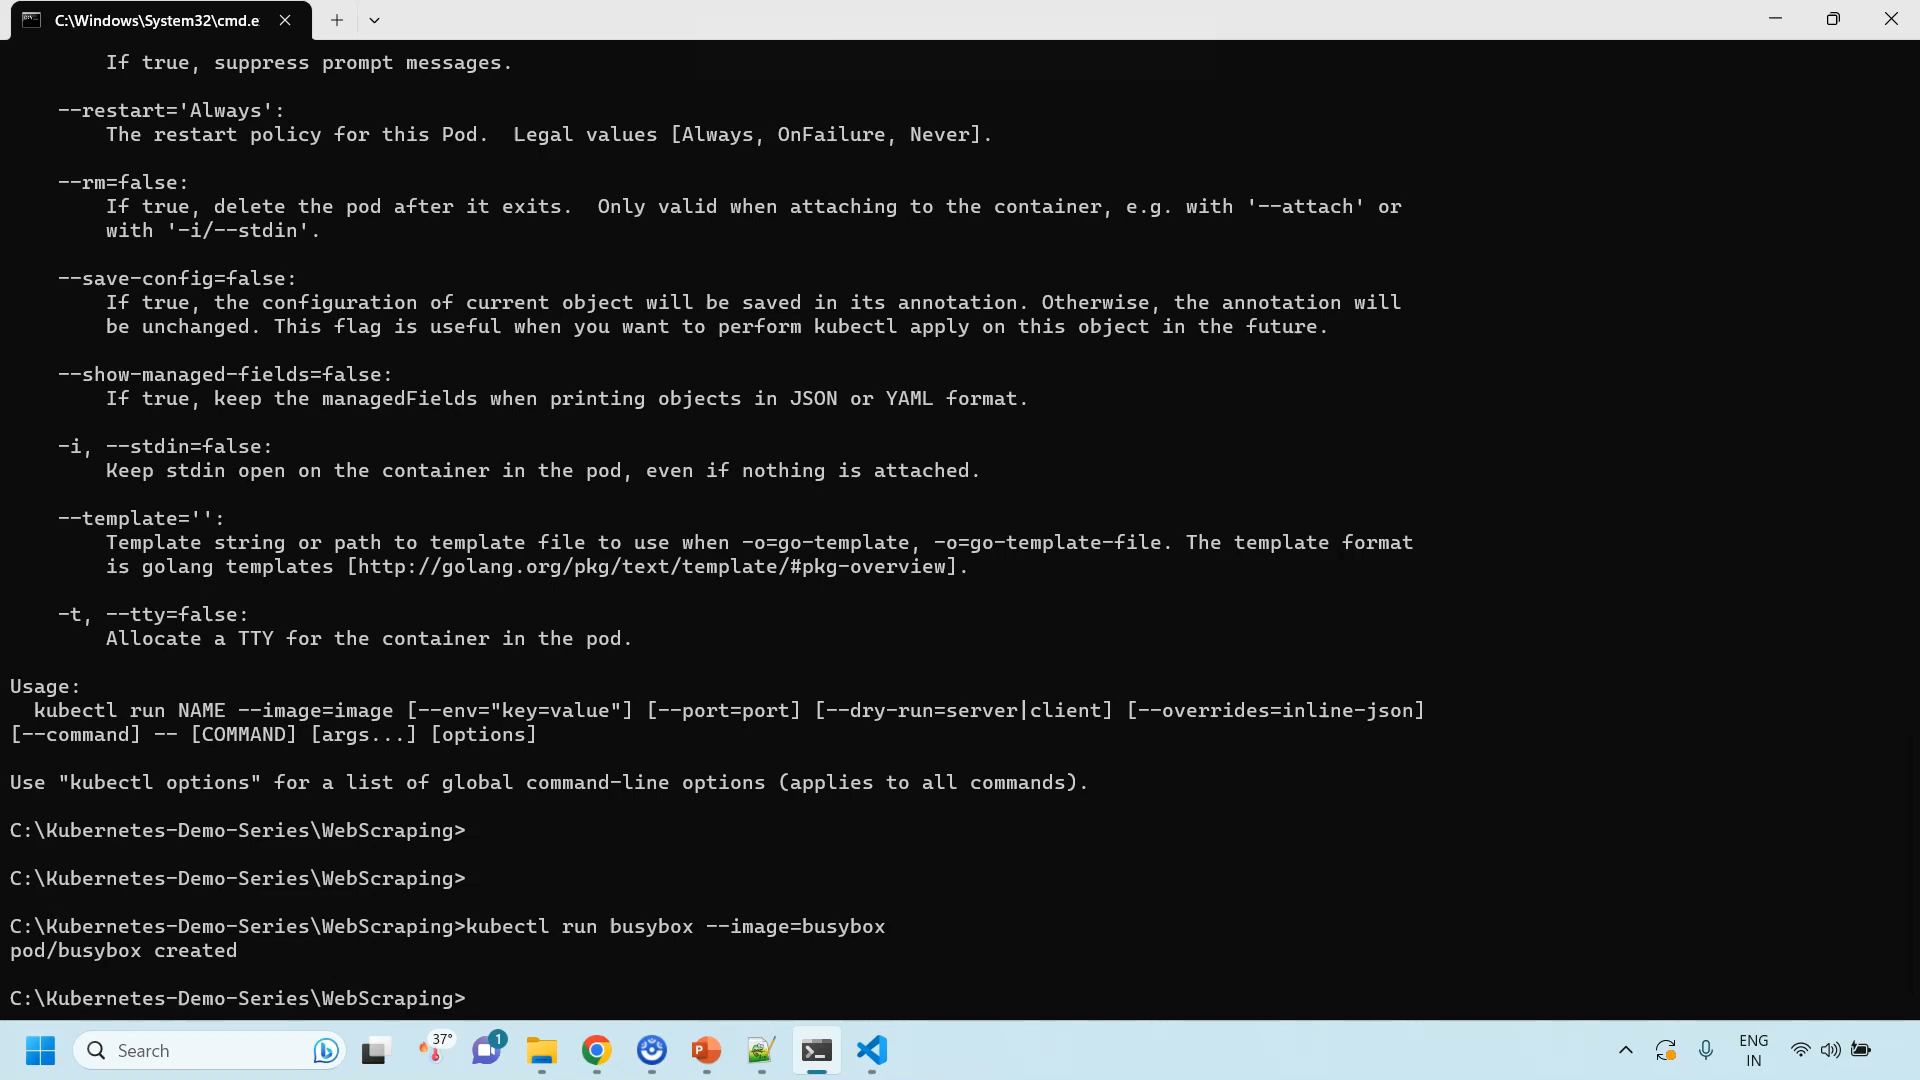 C:\Windows\System32\cmd.e
If true, suppress prompt messages.
--restart='Always':
The restart policy for this Pod.  Legal values [Always, OnFailure, Never].
--rm=false:
If true, delete the pod after it exits.  Only valid when attaching to the container, e.g. with '--attach' or
with '-i/--stdin'.
--save-config=false:
If true, the configuration of current object will be saved in its annotation. Otherwise, the annotation will
be unchanged. This flag is useful when you want to perform kubectl apply on this object in the future.
--show-managed-fields=false:
If true, keep the managedFields when printing objects in JSON or YAML format.
-i, --stdin=false:
Keep stdin open on the container in the pod, even if nothing is attached.
--template='':
Template string or path to template file to use when -o=go-template, -o=go-template-file. The template format
is golang templates [http://golang.org/pkg/text/template/#pkg-overview].
-t, --tty=false:
Allocate a TTY for the container in the pod.
Usage:
kubectl run NAME --image=image [--env="key=value"] [--port=port] [--dry-run=server|client] [--overrides=inline-json]
[--command] -- [COMMAND] [args...] [options]
Use "kubectl options" for a list of global command-line options (applies to all commands).
C:\Kubernetes-Demo-Series\WebScraping>
C:\Kubernetes-Demo-Series\WebScraping>
C:\Kubernetes-Demo-Series\WebScraping>kubectl run busybox --image=busybox
pod/busybox created
C:\Kubernetes-Demo-Series\WebScraping>
Search
37°
1
P
ENG
IN